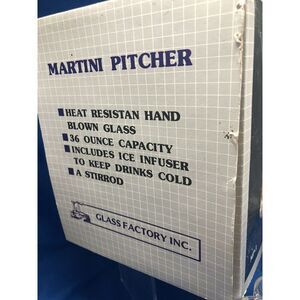 MARTINI PITCHER
■ HEAT RESISTAN HAND
BLOWN GLASS
■ 36 OUNCE CAPACITY
■ INCLUDES ICE INFUSER
TO KEEP DRINKS COLD
■ A STIRROD
GLASS FACTORY INC.